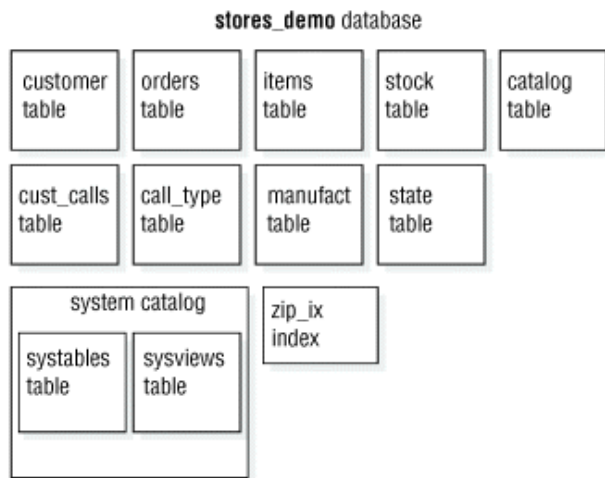 stores_demo database
customer
table
orders
table
items
table
stock
table
catalog
table
cust_calls
table
call_type
table
manufact
table
state
table
system catalog
systables
table
sysviews
table
zip_ix
index